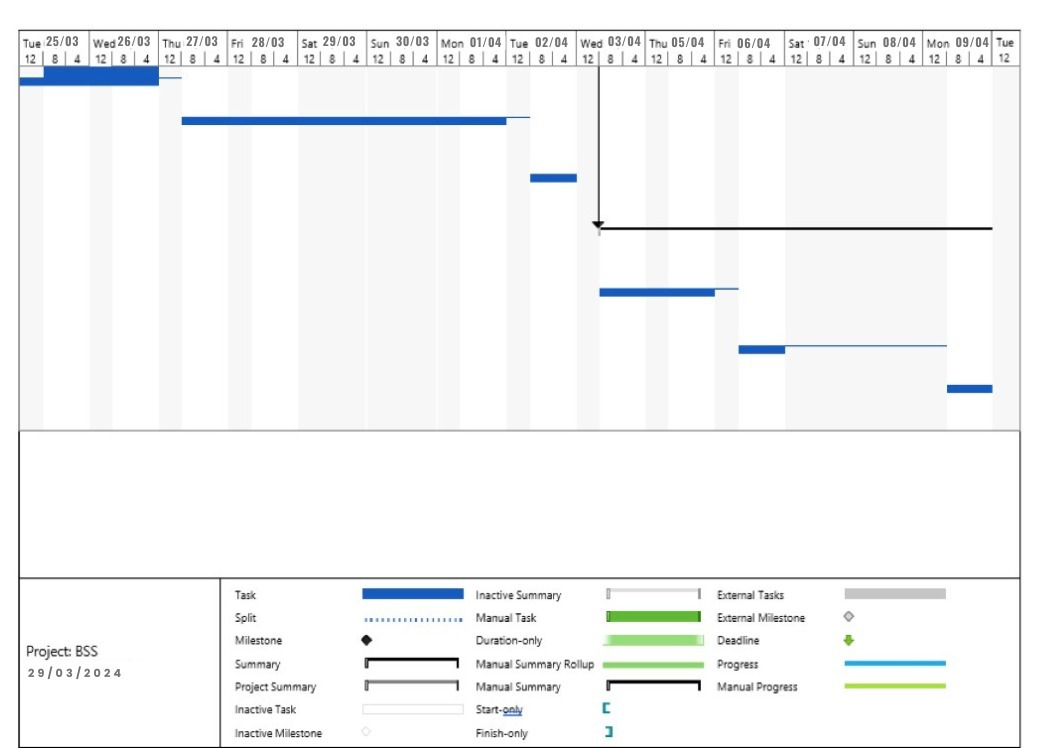 Tue 25/03 Wed 26/03 Thu 27/03 Fri 28/03 Sat 29/03 Sun 30/03 Mon 01/04 Tue 02/04 Wed 03/04 Thu 05/04 Fri 06/04 Sat 07/04 Sun 08/04 Mon 09/04 Tue
12 8 4 12 8 4 12 8 4 12 8 4 12 8 4 12 8 4 12 8 4 12 8 4 12 8 4 12 8 4 12 8 4 12 8 4 12 8 4 12 8 4 12
Project: BSS
29/03/2024
Task
Split
Milestone
Summary
Project Summary
Inactive Task
Inactive Milestone
Inactive Summary
Manual Task
Duration-only
Manual Summary Rollup
Manual Summary
Start-only
Finish-only
External Tasks
External Milestone
Deadline
Progress
Manual Progress